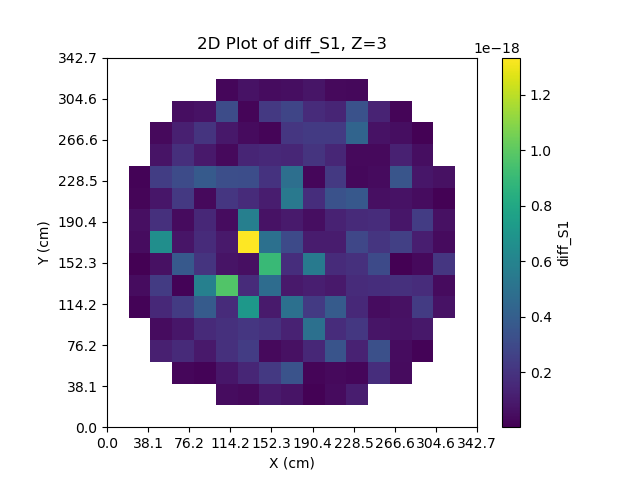 2D Plot of diff_S1, Z=3
1e−18
342.7
304.6
266.6
228.5
190.4
152.3
114.2
76.2
38.1
0.0
Y (cm)
0.0 38.1 76.2 114.2 152.3 190.4 228.5 266.6 304.6 342.7
X (cm)
1.2
1.0
0.8
0.6
0.4
0.2
diff_S1